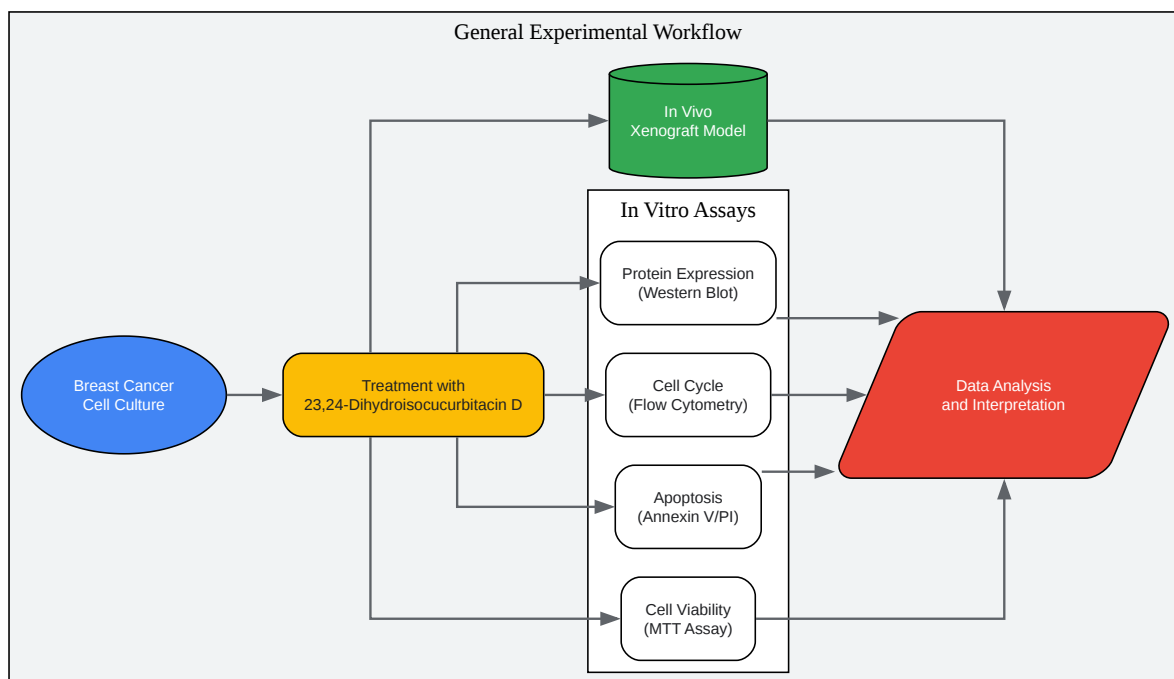 General Experimental Workflow
In Vivo
Xenograft Model
In Vitro Assays
Protein Expression
(Western Blot)
Breast Cancer
Cell Culture
Treatment with
23,24-Dihydroisocucurbitacin D
Cell Cycle
(Flow Cytometry)
Data Analysis
and Interpretation
Apoptosis
(Annexin V/PI)
Cell Viability
(MTT Assay)